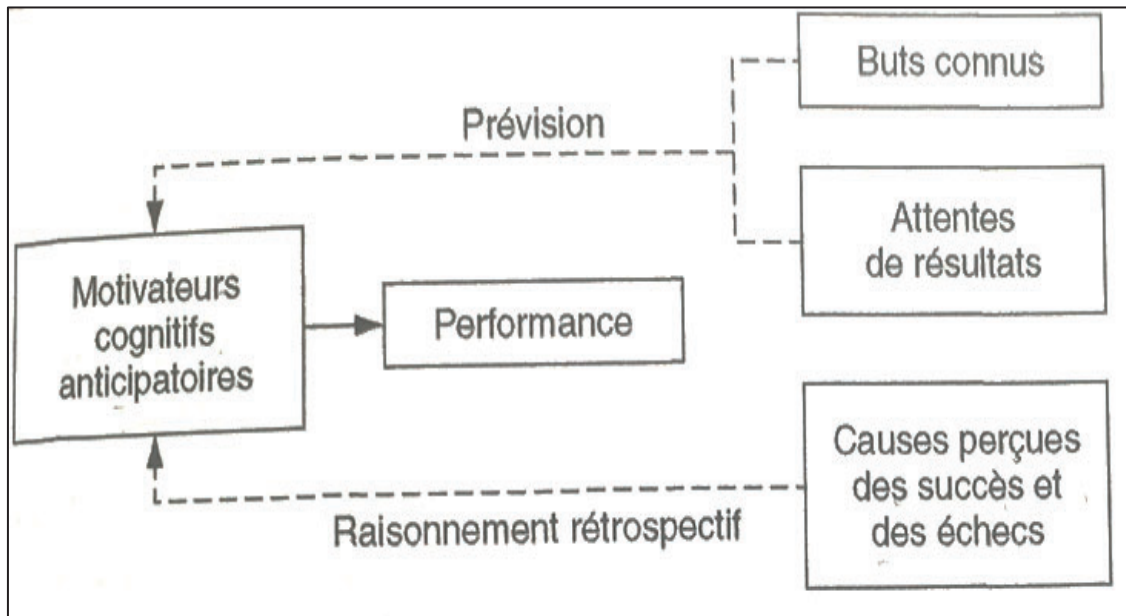 Buts connus
Prévision
Attentes
de résultats
Motivateurs
cognitifs
anticipatoires
Performance
Causes perçues
des succès et
des échecs
Raisonnement rétrospectif